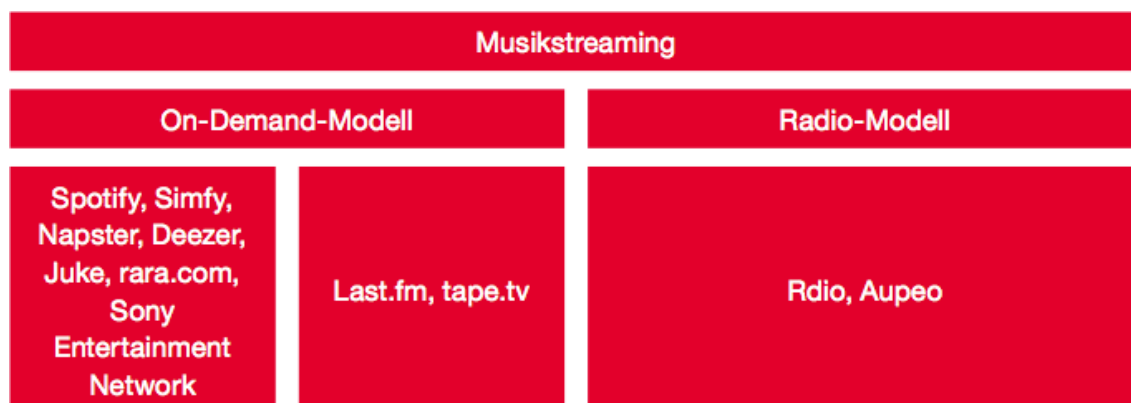 Musikstreaming
On-Demand-Modell
Radio-Modell
Spotify, Simfy,
Napster, Deezer,
Juke, rara.com,
Sony
Entertainment
Network
Last.fm, tape.tv
Rdio, Aupeo